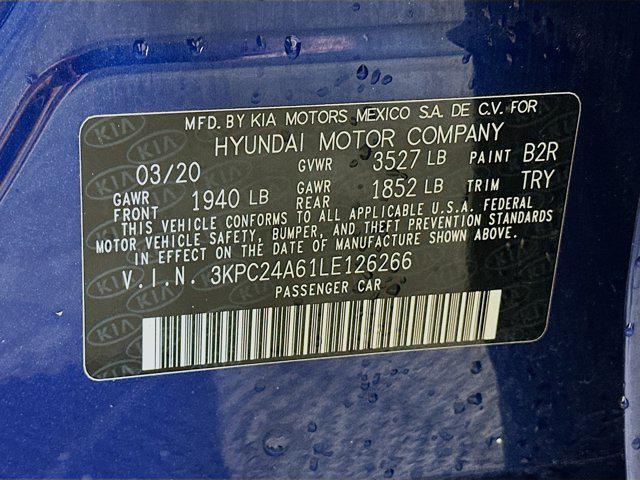 MFD. BY KIA MOTORS MEXICO S.A. DE C.V. FOR
HYUNDAI MOTOR COMPANY
03/20 GVWR 3527 LB PAINT B2R
GAWR FRONT 1940 LB GAWR REAR 1852 LB TRIM TRY
THIS VEHICLE CONFORMS TO ALL APPLICABLE U.S.A. FEDERAL
MOTOR VEHICLE SAFETY, BUMPER, AND THEFT PREVENTION STANDARDS
IN EFFECT ON THE DATE OF MANUFACTURE SHOWN ABOVE.
V.I.N. 3KPC24A61LE126266
PASSENGER CAR